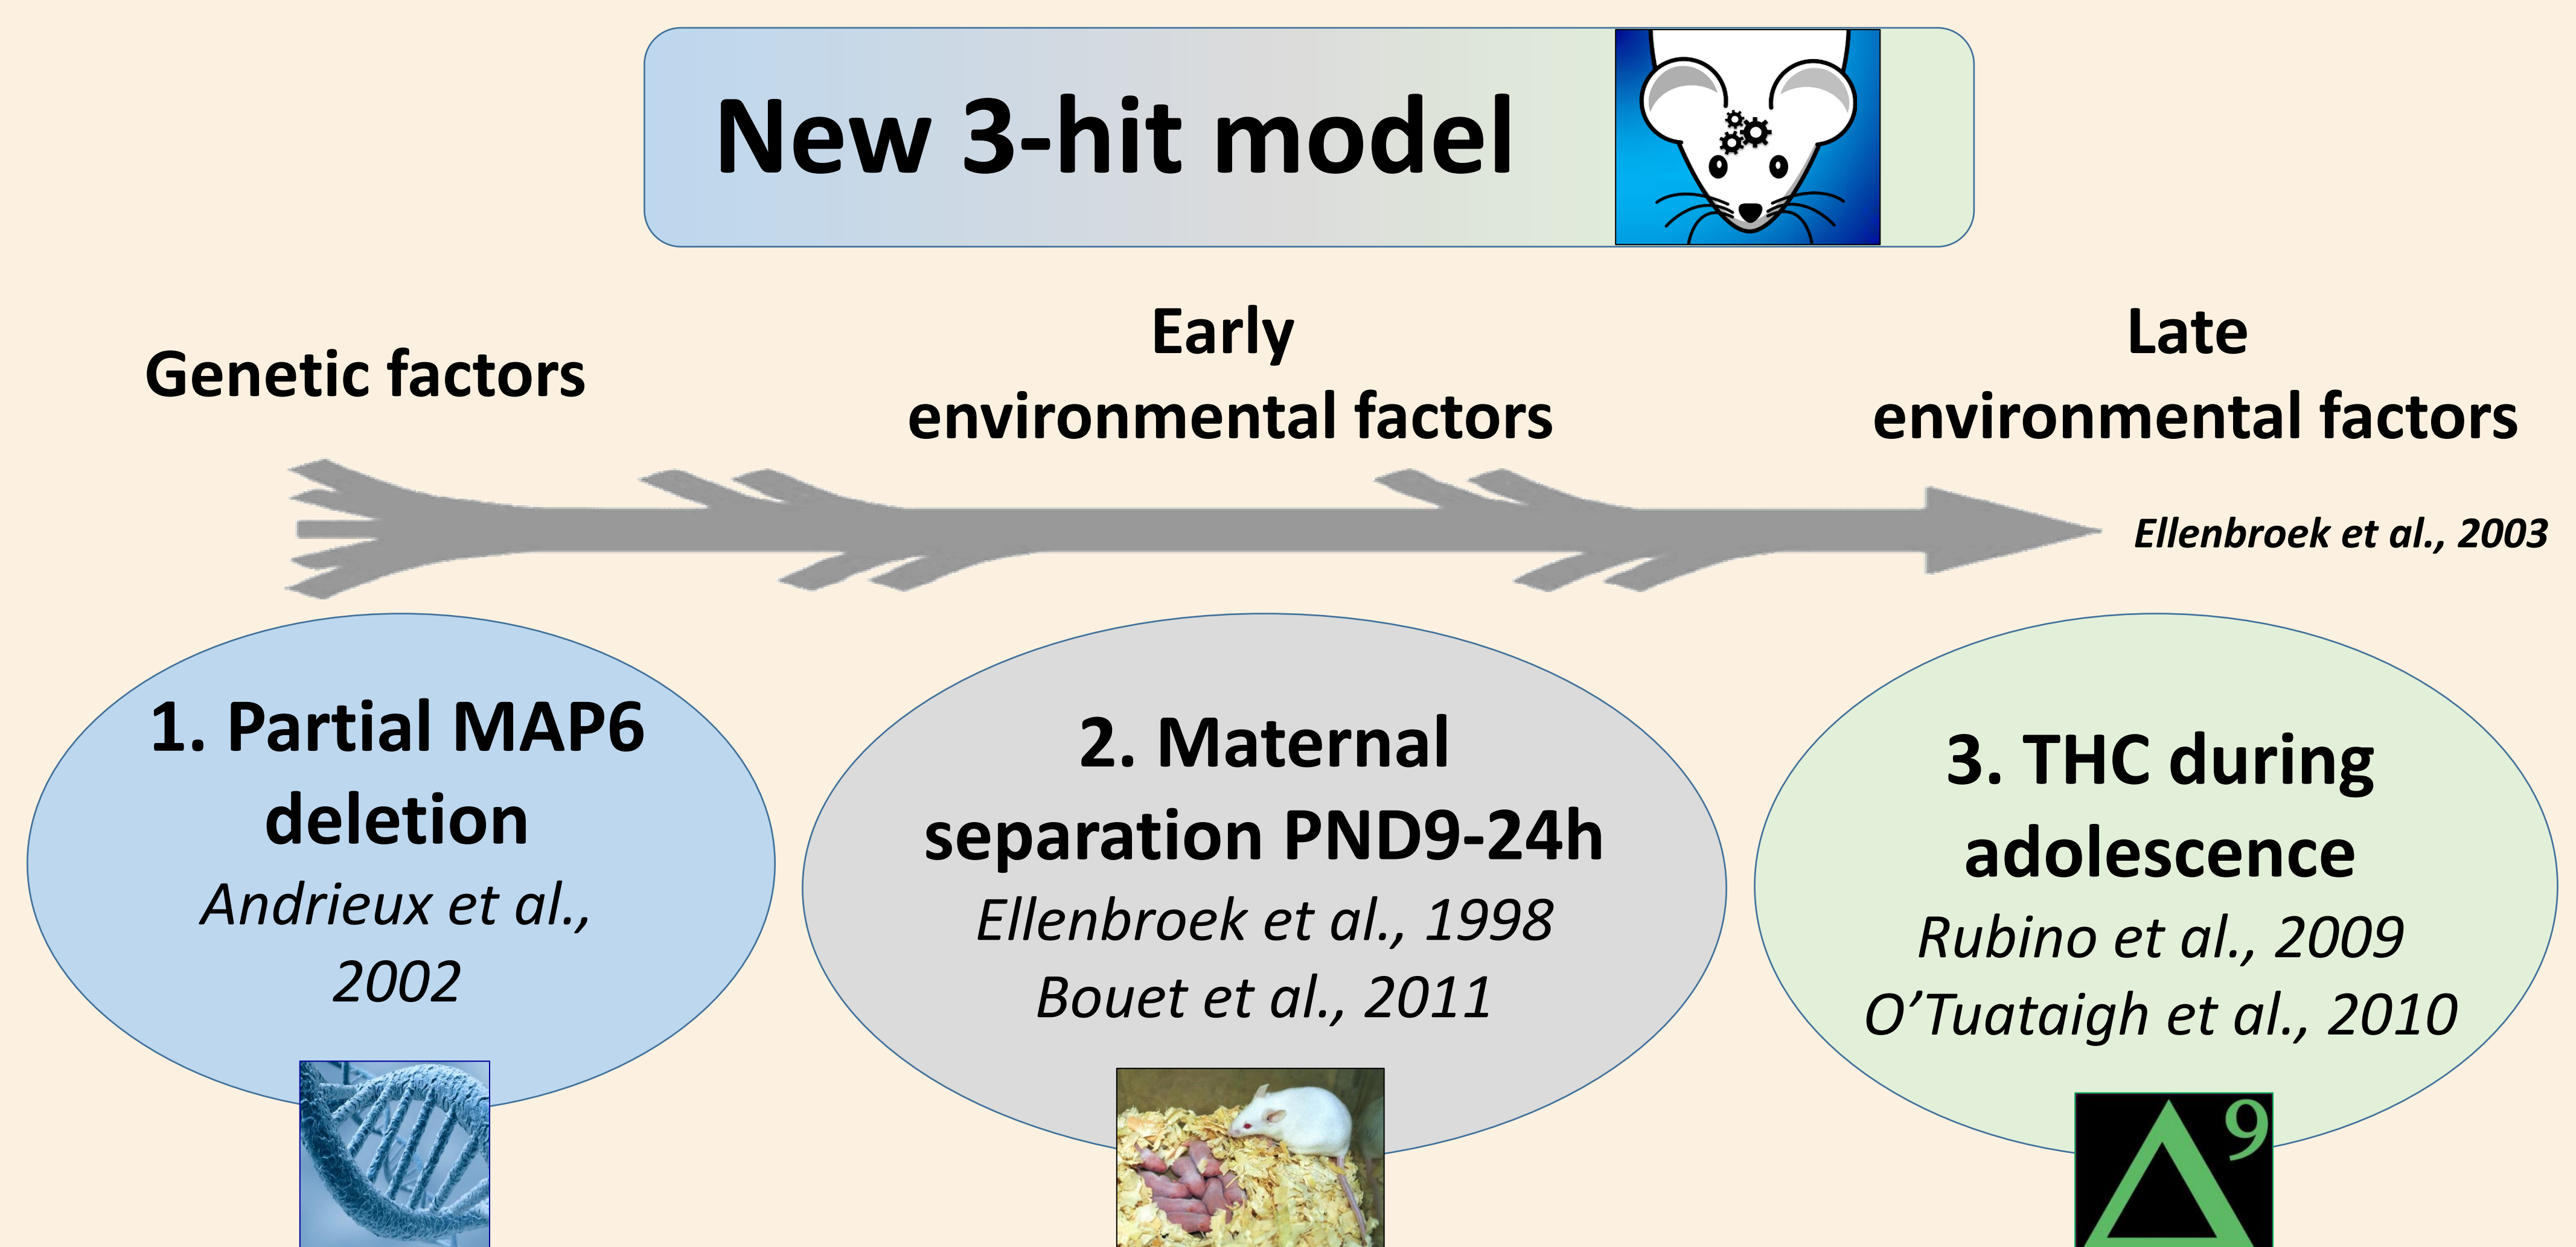 New 3-hit model
Genetic factors
Early
environmental factors
Late
environmental factors
Ellenbroek et al., 2003
1. Partial MAP6
deletion
Andrieux et al.,
2002
2. Maternal
separation PND9-24h
Ellenbroek et al., 1998
Bouet et al., 2011
3. THC during
adolescence
Rubino et al., 2009
O’Tuataigh et al., 2010
Δ9